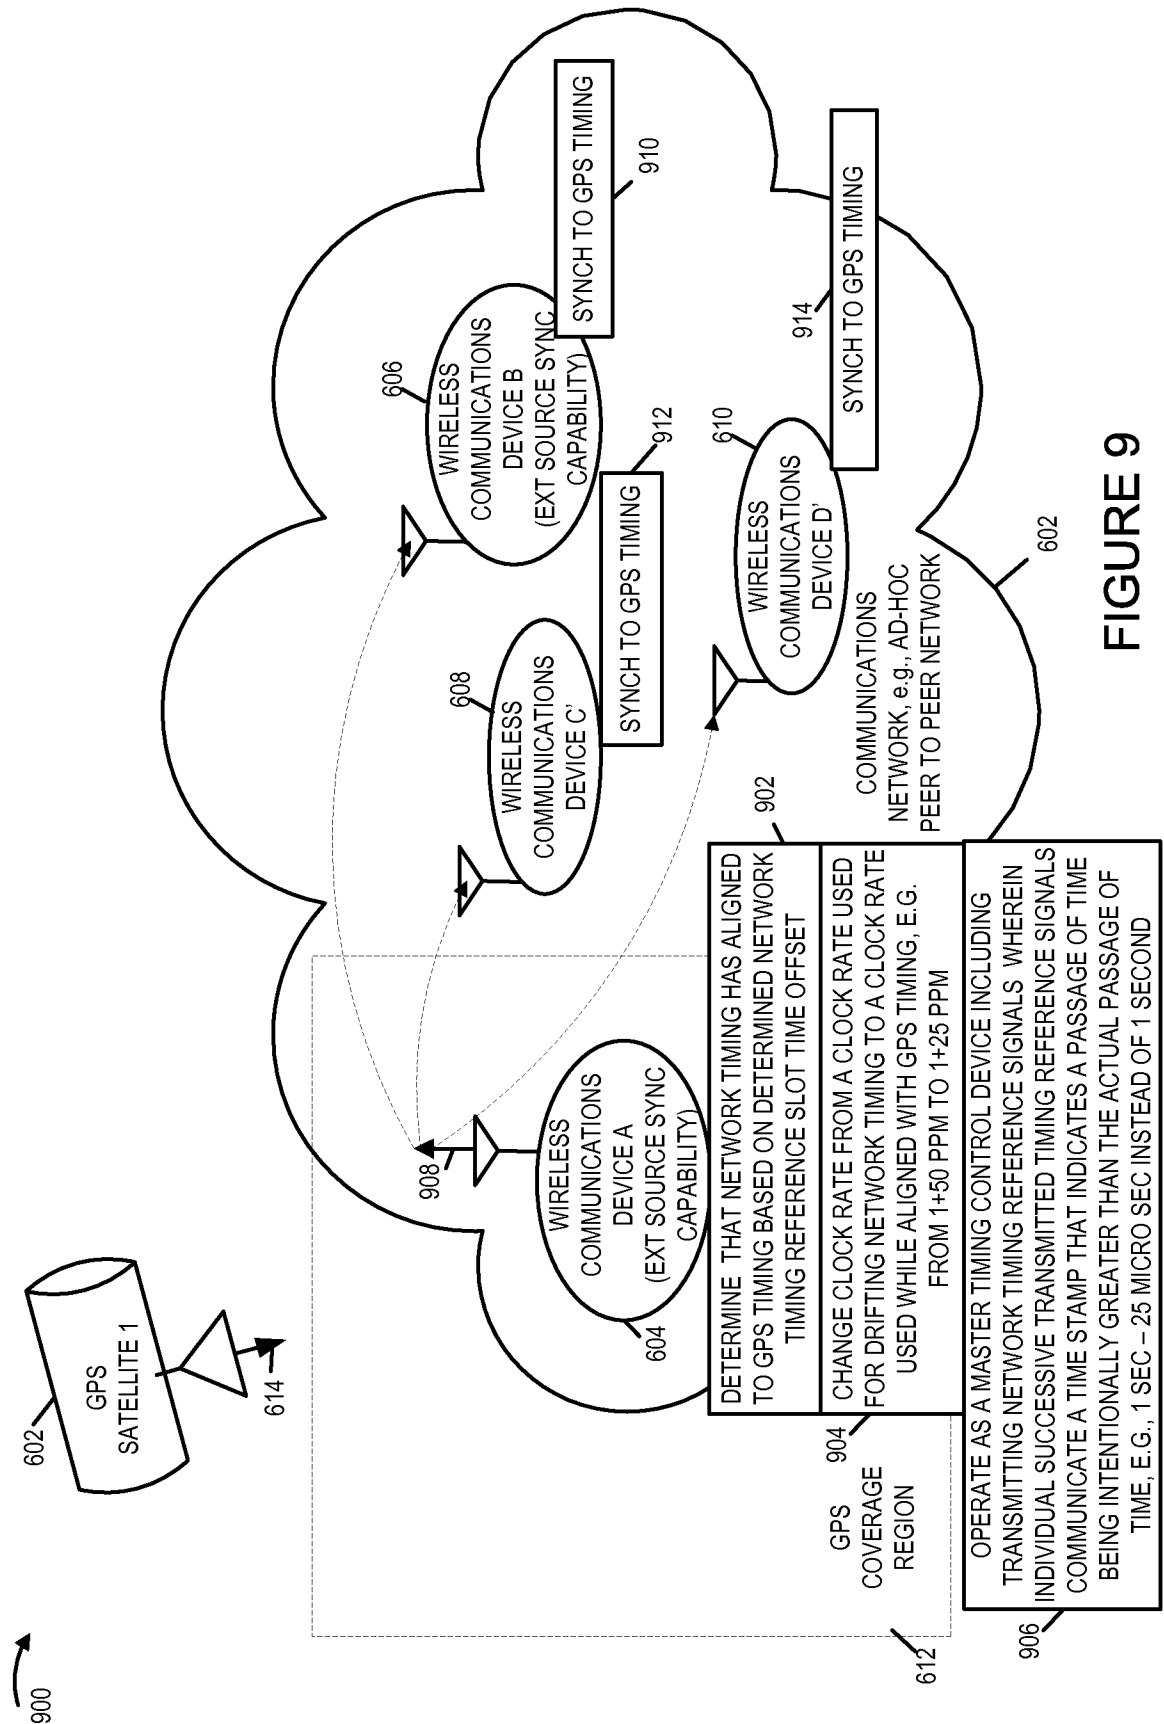 900
602
GPS
SATELLITE 1
614
612
GPS
COVERAGE
REGION
604
WIRELESS
COMMUNICATIONS
DEVICE A
(EXT SOURCE SYNC
CAPABILITY)
908
608
WIRELESS
COMMUNICATIONS
DEVICE C'
SYNCH TO GPS TIMING
912
606
WIRELESS
COMMUNICATIONS
DEVICE B
(EXT SOURCE SYNC
CAPABILITY)
SYNCH TO GPS TIMING
910
610
WIRELESS
COMMUNICATIONS
DEVICE D'
914
SYNCH TO GPS TIMING
COMMUNICATIONS
NETWORK, e.g., AD-HOC
PEER TO PEER NETWORK
602
902
DETERMINE THAT NETWORK TIMING HAS ALIGNED
TO GPS TIMING BASED ON DETERMINED NETWORK
TIMING REFERENCE SLOT TIME OFFSET
904
CHANGE CLOCK RATE FROM A CLOCK RATE USED
FOR DRIFTING NETWORK TIMING TO A CLOCK RATE
USED WHILE ALIGNED WITH GPS TIMING, E.G.
FROM 1+50 PPM TO 1+25 PPM
906
OPERATE AS A MASTER TIMING CONTROL DEVICE INCLUDING
TRANSMITTING NETWORK TIMING REFERENCE SIGNALS WHEREIN
INDIVIDUAL SUCCESSIVE TRANSMITTED TIMING REFERENCE SIGNALS
COMMUNICATE A TIME STAMP THAT INDICATES A PASSAGE OF TIME
BEING INTENTIONALLY GREATER THAN THE ACTUAL PASSAGE OF
TIME, E.G., 1 SEC – 25 MICRO SEC INSTEAD OF 1 SECOND
FIGURE 9